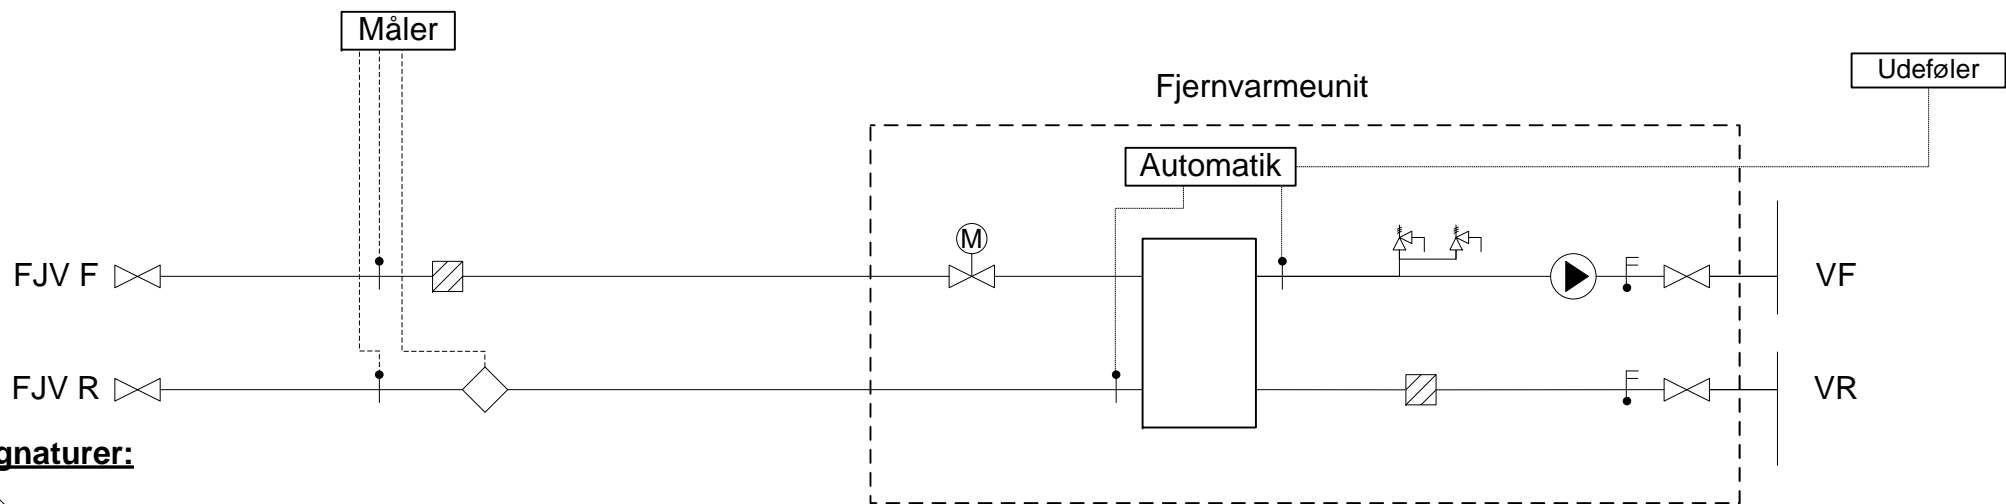 Måler
Udeføler
Fjernvarmeunit
Automatik
M
FJV F
VF
FJV R
VR
gnaturer: